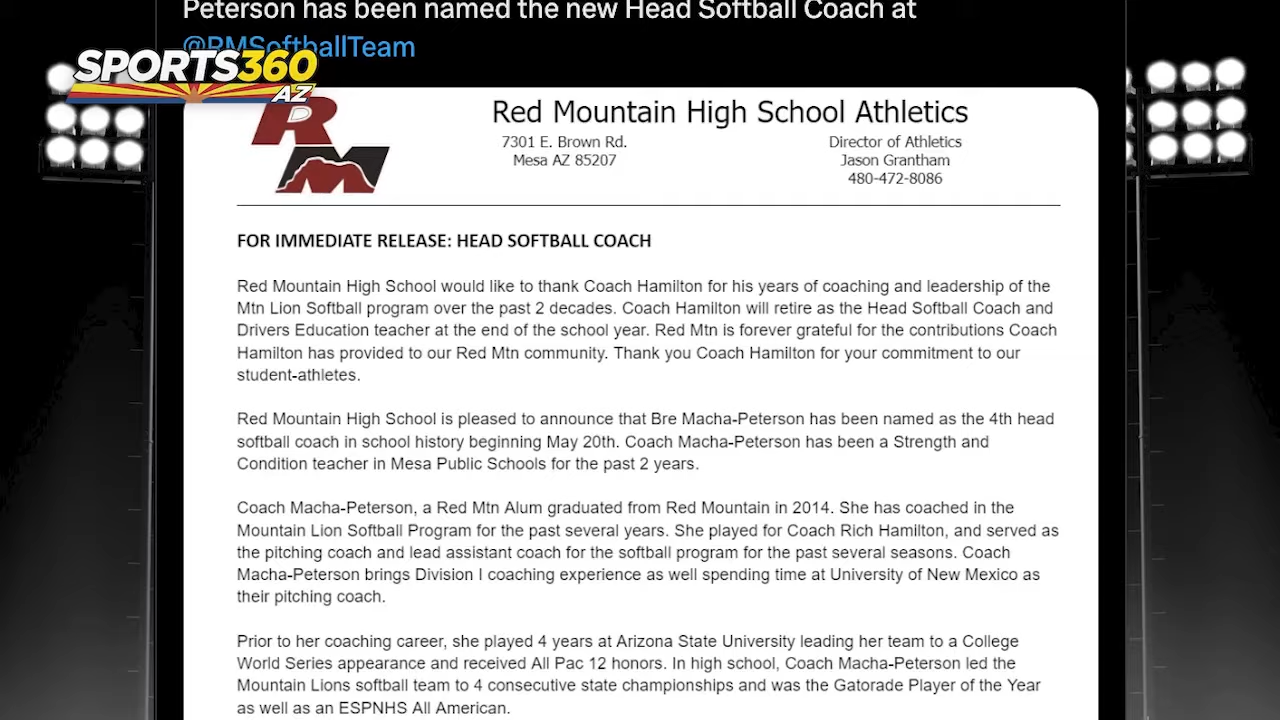 Peterson has been named the new Head Softball Coach at
@RMSoftballTeam
SPORTS360
AZ
RM
Red Mountain High School Athletics
7301 E. Brown Rd.
Mesa AZ 85207
Director of Athletics
Jason Grantham
480-472-8086
FOR IMMEDIATE RELEASE: HEAD SOFTBALL COACH
Red Mountain High School would like to thank Coach Hamilton for his years of coaching and leadership of the
Mtn Lion Softball program over the past 2 decades. Coach Hamilton will retire as the Head Softball Coach and
Drivers Education teacher at the end of the school year. Red Mtn is forever grateful for the contributions Coach
Hamilton has provided to our Red Mtn community. Thank you Coach Hamilton for your commitment to our
student-athletes.
Red Mountain High School is pleased to announce that Bre Macha-Peterson has been named as the 4th head
softball coach in school history beginning May 20th. Coach Macha-Peterson has been a Strength and
Condition teacher in Mesa Public Schools for the past 2 years.
Coach Macha-Peterson, a Red Mtn Alum graduated from Red Mountain in 2014. She has coached in the
Mountain Lion Softball Program for the past several years. She played for Coach Rich Hamilton, and served as
the pitching coach and lead assistant coach for the softball program for the past several seasons. Coach
Macha-Peterson brings Division I coaching experience as well spending time at University of New Mexico as
their pitching coach.
Prior to her coaching career, she played 4 years at Arizona State University leading her team to a College
World Series appearance and received All Pac 12 honors. In high school, Coach Macha-Peterson led the
Mountain Lions softball team to 4 consecutive state championships and was the Gatorade Player of the Year
as well as an ESPNHS All American.